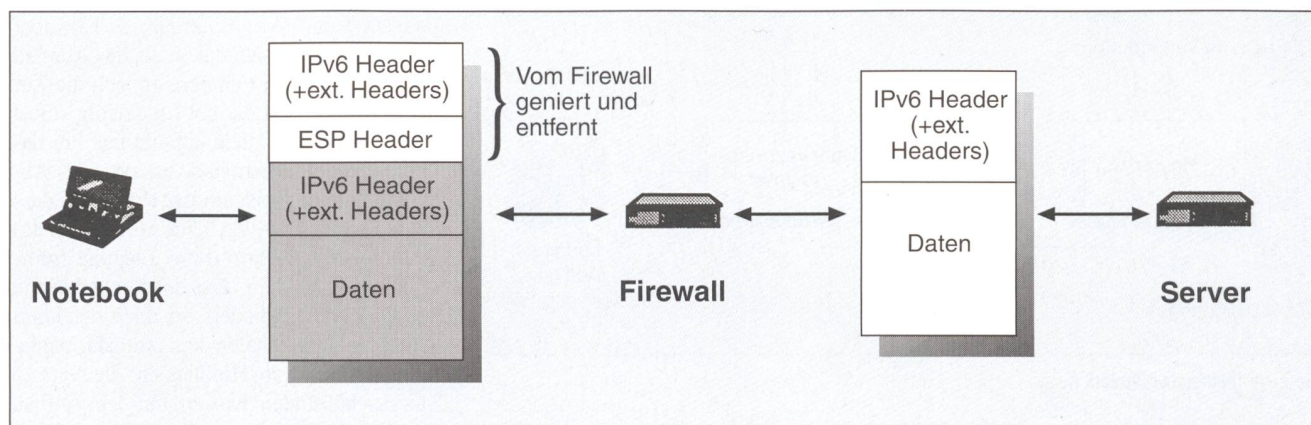 IPv6 Header
(+ext. Headers)
ESP Header
IPv6 Header
(+ext. Headers)
Daten
Vom Firewall
geniert und
entfernt
IPv6 Header
(+ext.
Headers)
Daten
Notebook
Firewall
Server